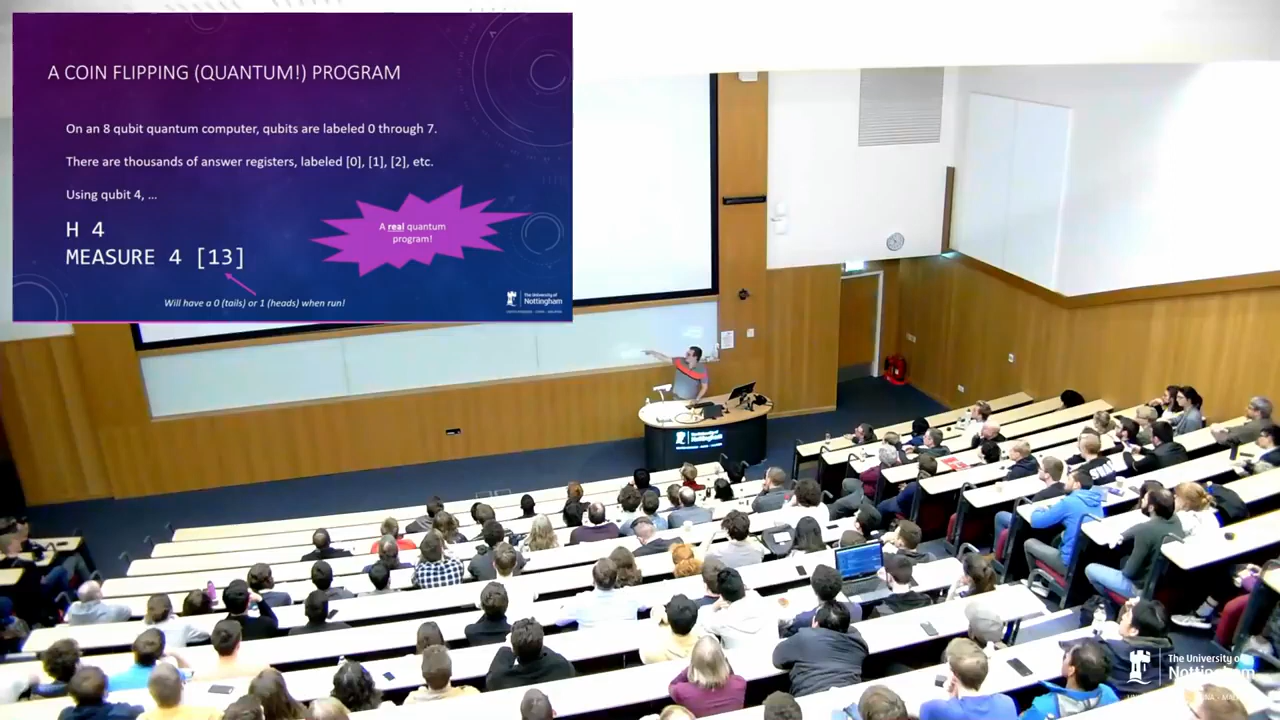 A COIN FLIPPING (QUANTUM!) PROGRAM
On an 8 qubit quantum computer, qubits are labeled 0 through 7.
There are thousands of answer registers, labeled [0], [1], [2], etc.
Using qubit 4, ...
H 4
MEASURE 4 [13]
A real quantum
program!
Will have a 0 (tails) or 1 (heads) when run!
The University of
Nottingham
The University of
Nottingham